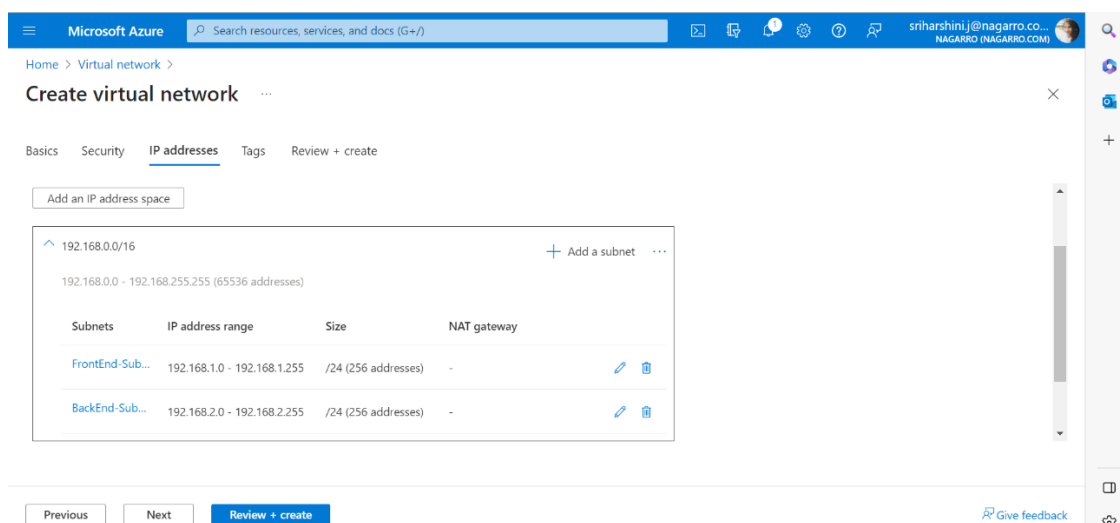 Microsoft Azure
Search resources, services, and docs (G+/)
1
sriharshini.j@nagarro.co...
NAGARRO (NAGARRO.COM)
Home > Virtual network >
Create virtual network ...
Basics Security IP addresses Tags Review + create
Add an IP address space
192.168.0.0/16
+ Add a subnet ...
192.168.0.0 - 192.168.255.255 (65536 addresses)
Subnets IP address range Size NAT gateway
FrontEnd-Sub... 192.168.1.0 - 192.168.1.255 /24 (256 addresses) -
BackEnd-Sub... 192.168.2.0 - 192.168.2.255 /24 (256 addresses) -
Previous Next Review + create Give feedback